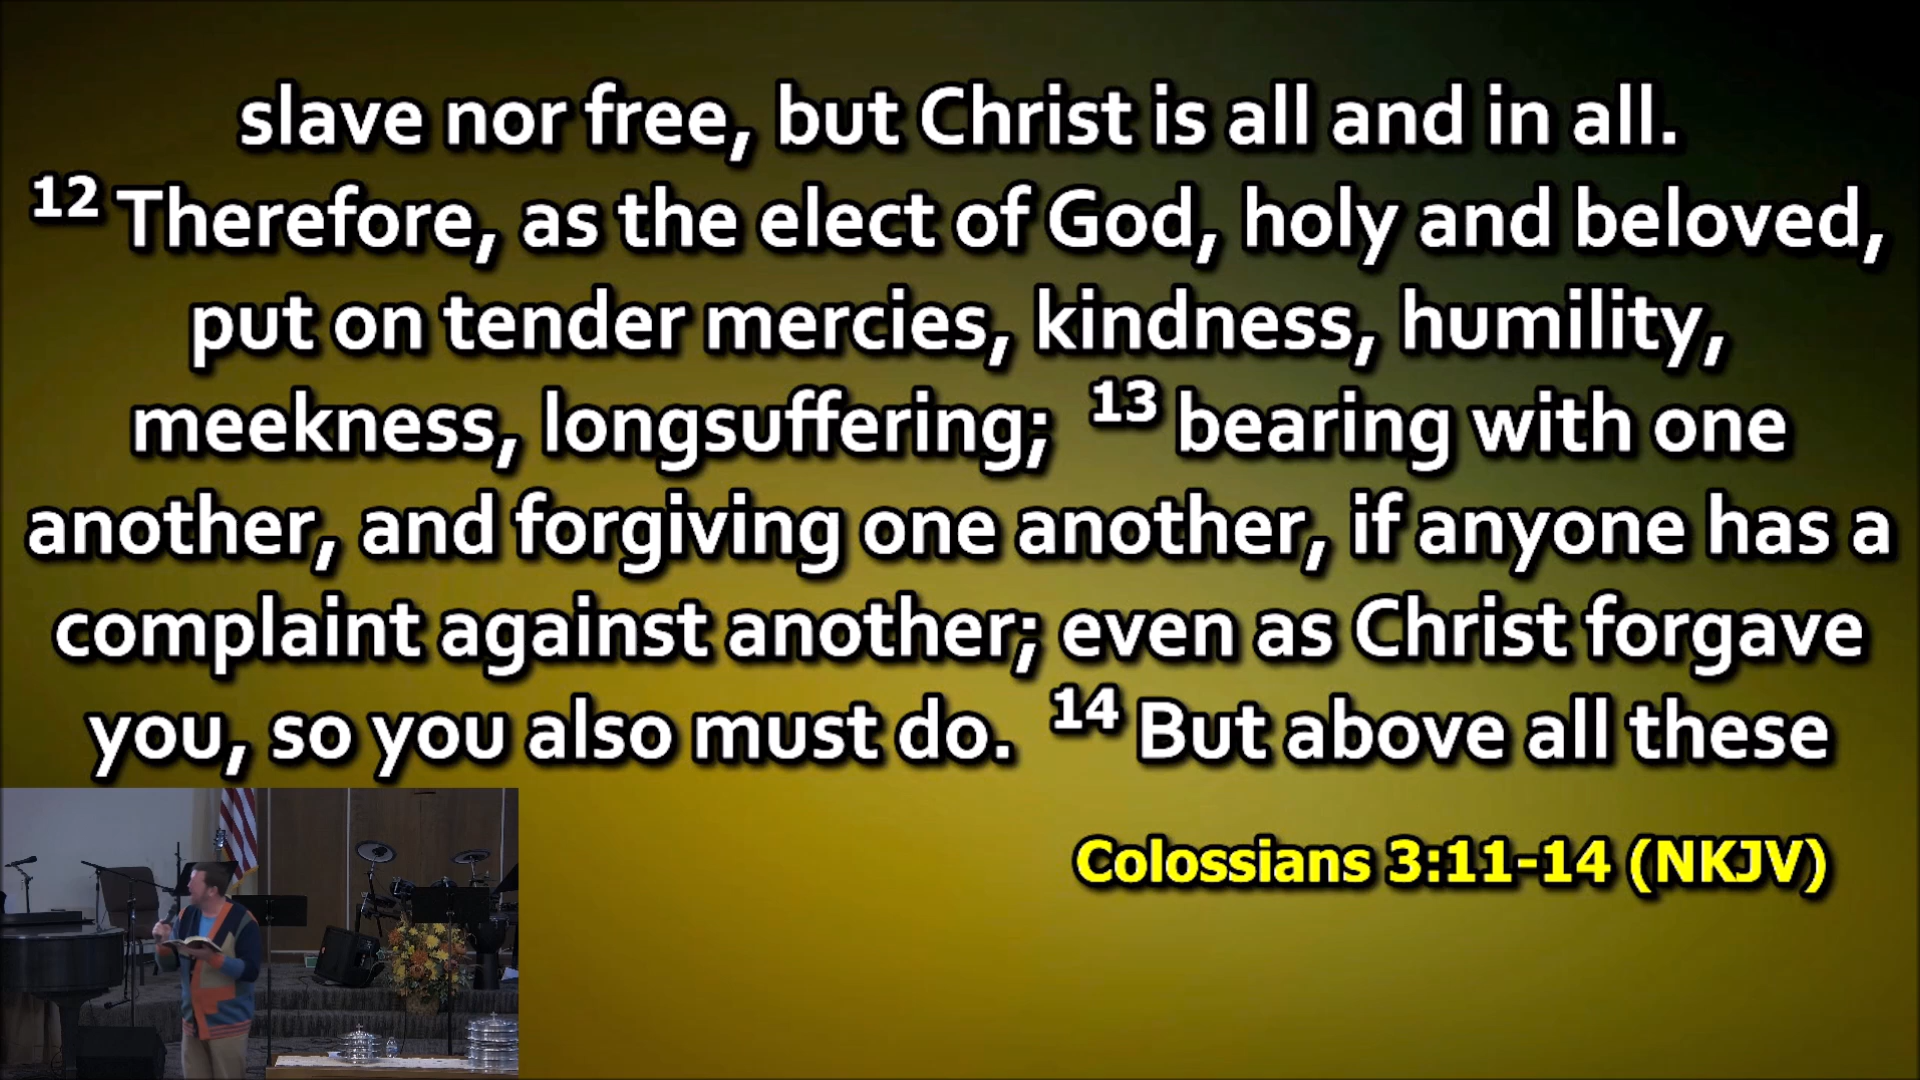 slave nor free, but Christ is all and in all.
12 Therefore, as the elect of God, holy and beloved,
put on tender mercies, kindness, humility,
meekness, longsuffering; 13 bearing with one
another, and forgiving one another, if anyone has a
complaint against another; even as Christ forgave
you, so you also must do. 14 But above all these
Colossians 3:11-14 (NKJV)